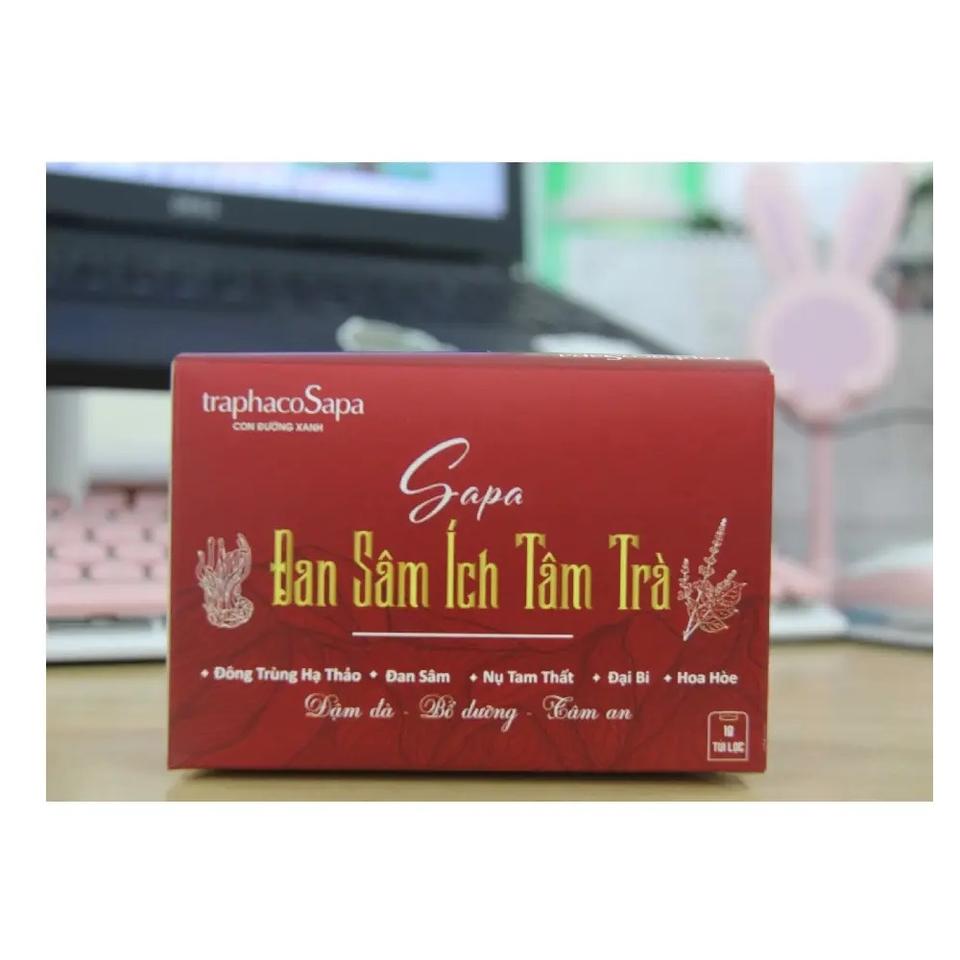 traphacoSapa
CON ĐƯỜNG XANH
Sapa
Đan Sâm Ích Tâm Trà
Đông Trùng Hạ Thảo Đan Sâm Nụ Tam Thất Đại Bi Hoa Hòe
Đậm đà - Bổ dưỡng - Tâm an
10
TÚI LỌC